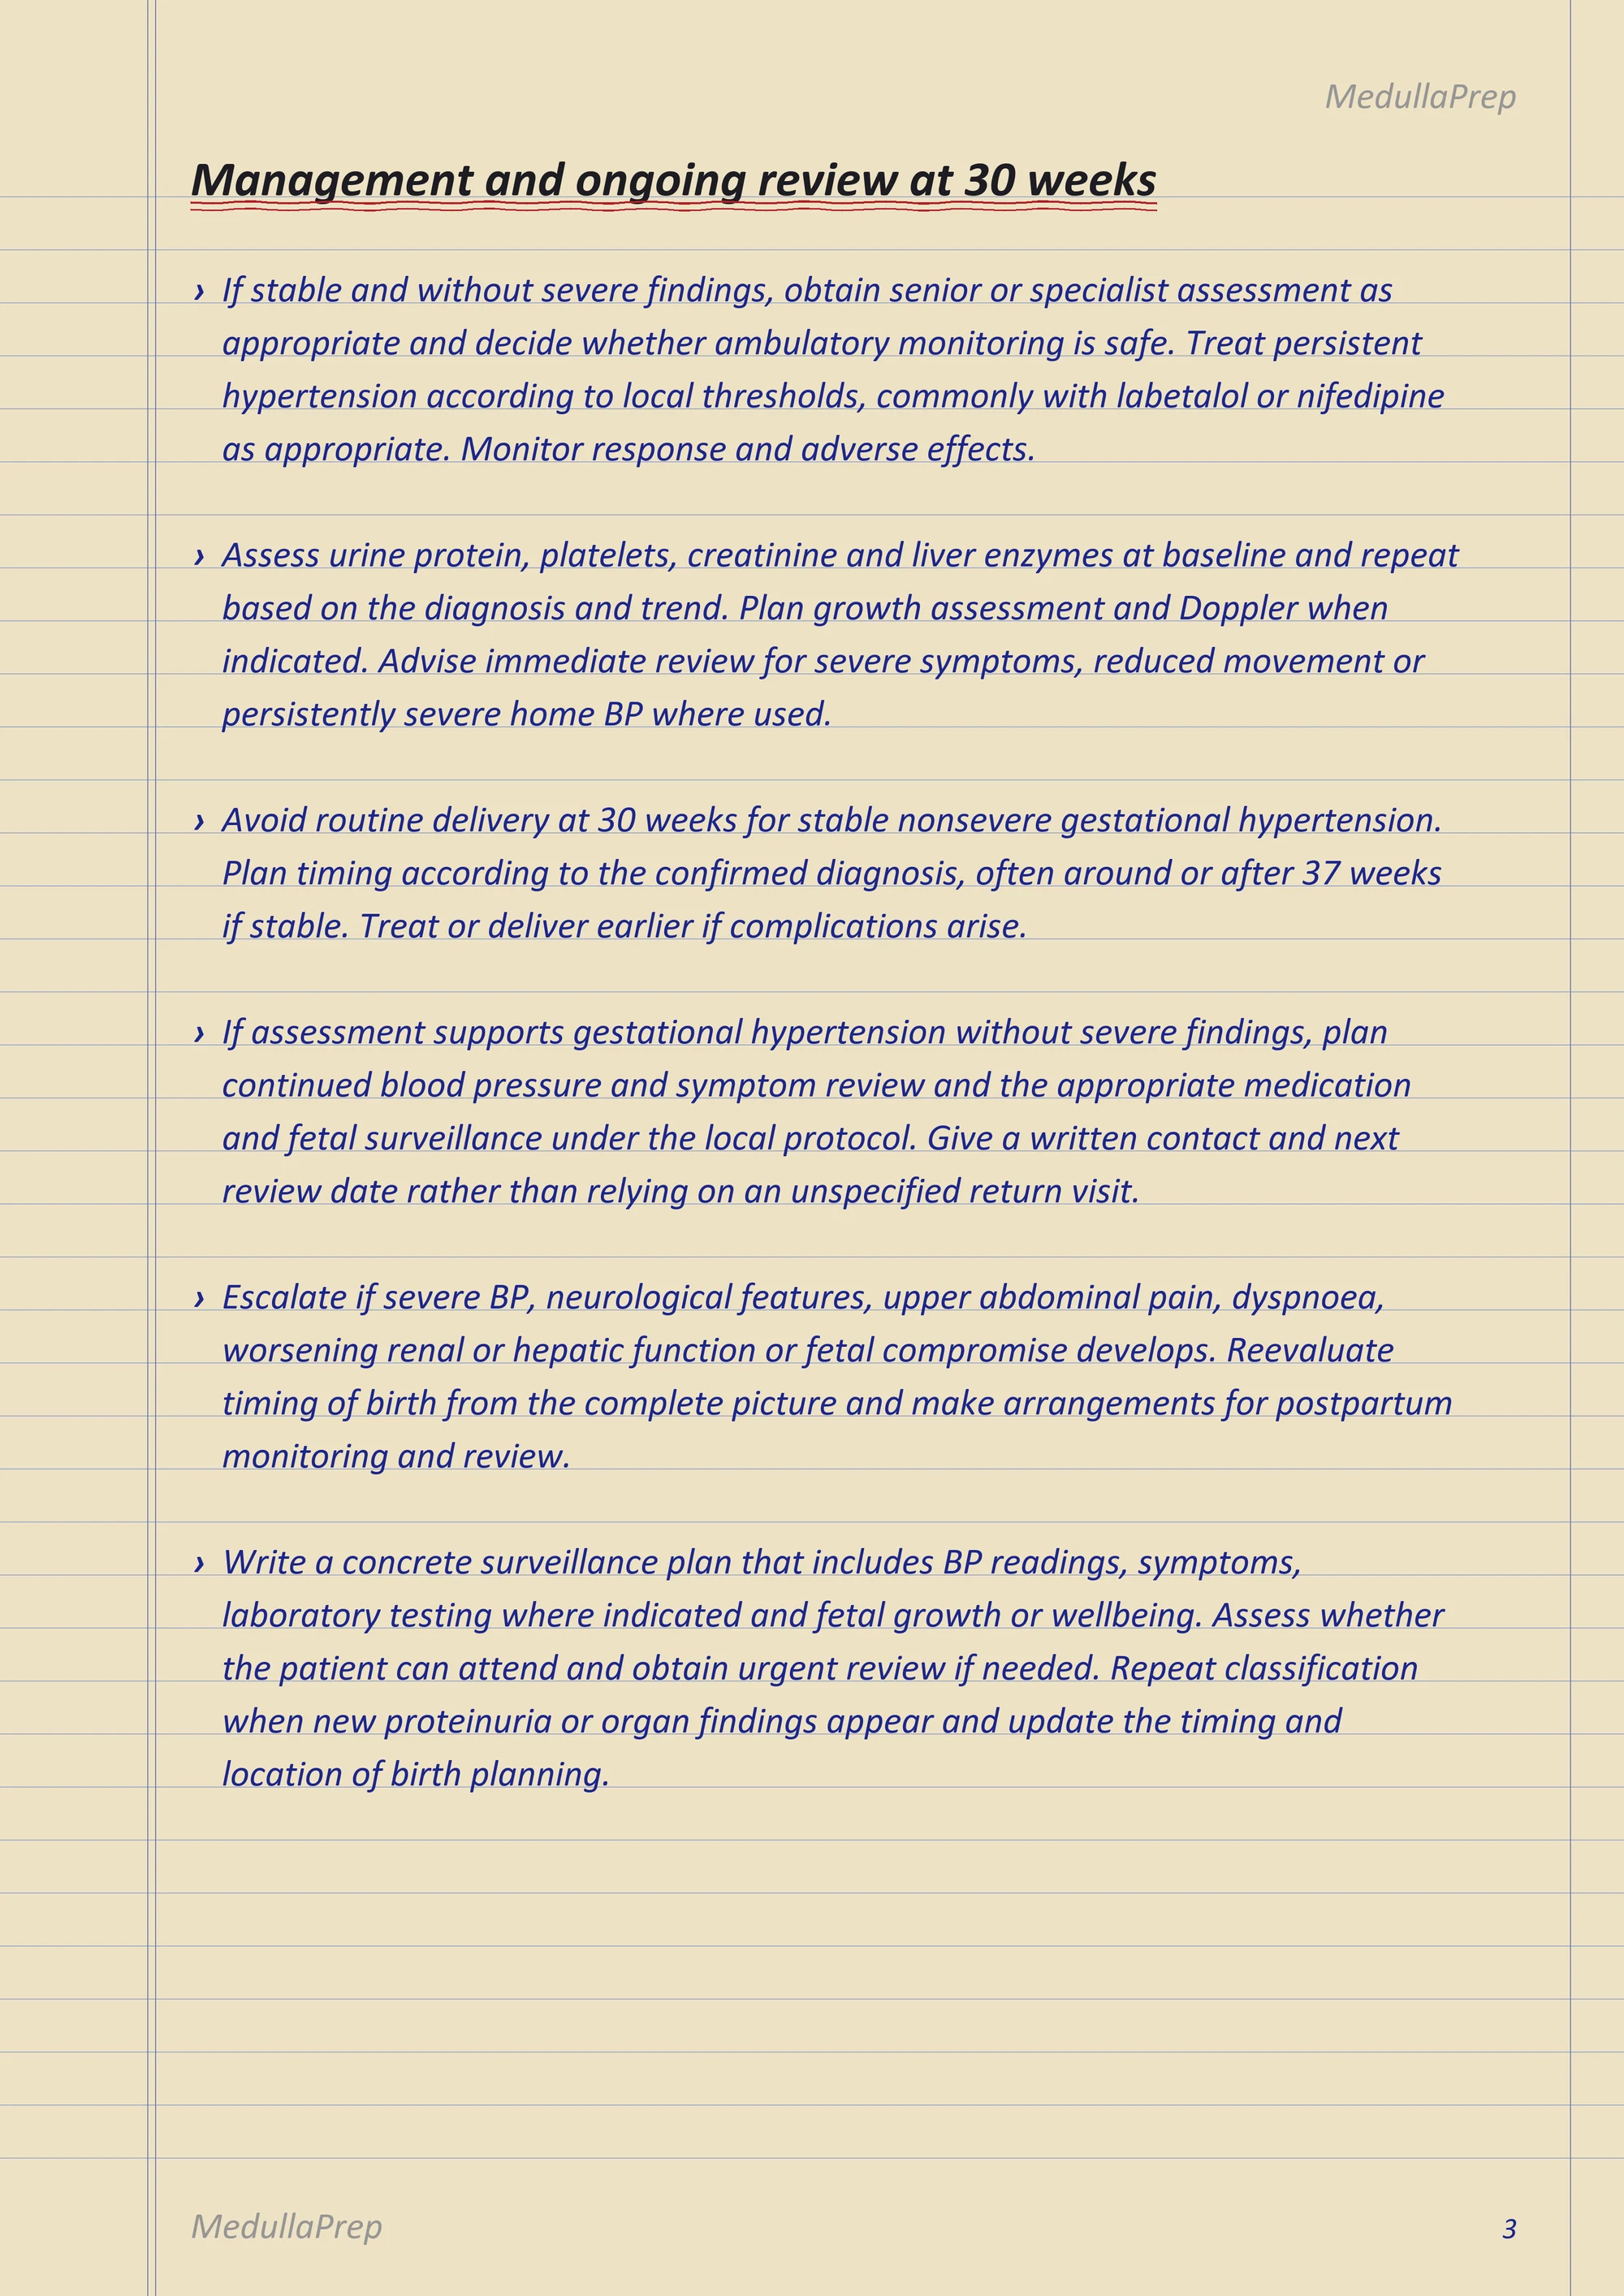 MedullaPrep
Management and ongoing review at 30 weeks
› If stable and without severe findings, obtain senior or specialist assessment as
appropriate and decide whether ambulatory monitoring is safe. Treat persistent
hypertension according to local thresholds, commonly with labetalol or nifedipine
as appropriate. Monitor response and adverse effects.
› Assess urine protein, platelets, creatinine and liver enzymes at baseline and repeat
based on the diagnosis and trend. Plan growth assessment and Doppler when
indicated. Advise immediate review for severe symptoms, reduced movement or
persistently severe home BP where used.
› Avoid routine delivery at 30 weeks for stable nonsevere gestational hypertension.
Plan timing according to the confirmed diagnosis, often around or after 37 weeks
if stable. Treat or deliver earlier if complications arise.
› If assessment supports gestational hypertension without severe findings, plan
continued blood pressure and symptom review and the appropriate medication
and fetal surveillance under the local protocol. Give a written contact and next
review date rather than relying on an unspecified return visit.
› Escalate if severe BP, neurological features, upper abdominal pain, dyspnoea,
worsening renal or hepatic function or fetal compromise develops. Reevaluate
timing of birth from the complete picture and make arrangements for postpartum
monitoring and review.
› Write a concrete surveillance plan that includes BP readings, symptoms,
laboratory testing where indicated and fetal growth or wellbeing. Assess whether
the patient can attend and obtain urgent review if needed. Repeat classification
when new proteinuria or organ findings appear and update the timing and
location of birth planning.
MedullaPrep
3